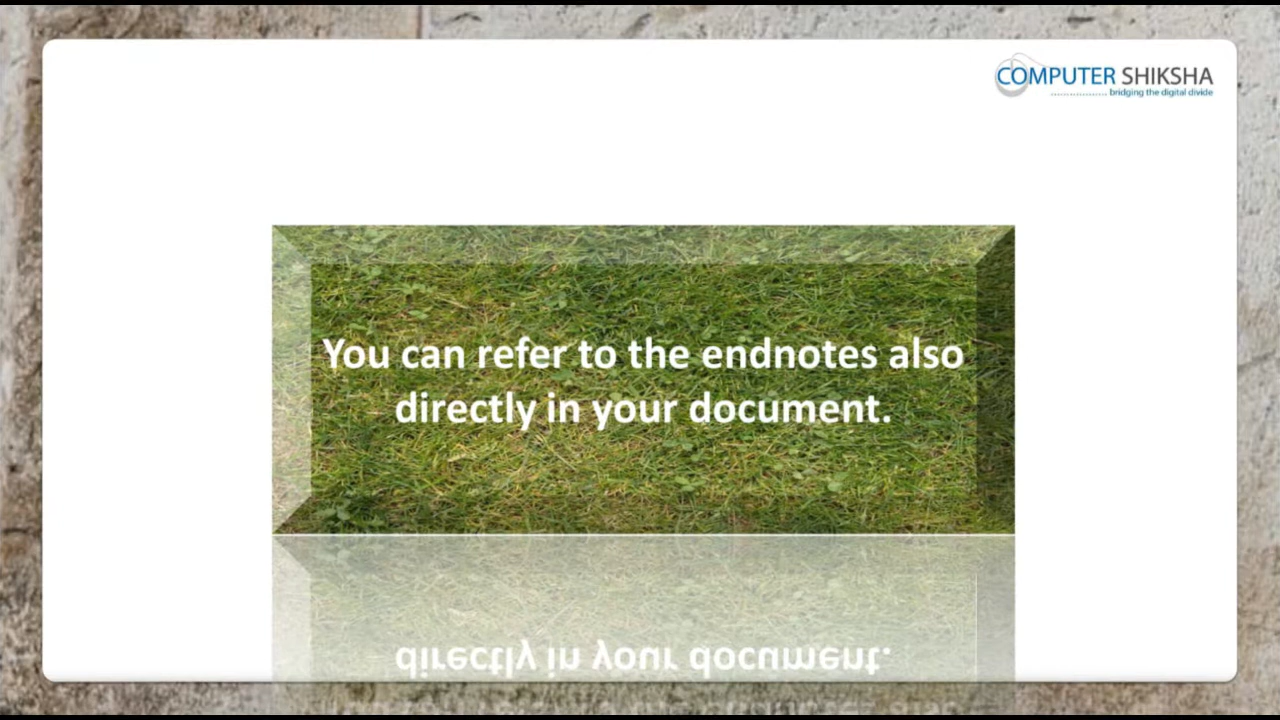 COMPUTER SHIKSHA
bridging the digital divide
You can refer to the endnotes also
directly in your document.
directly in your document.